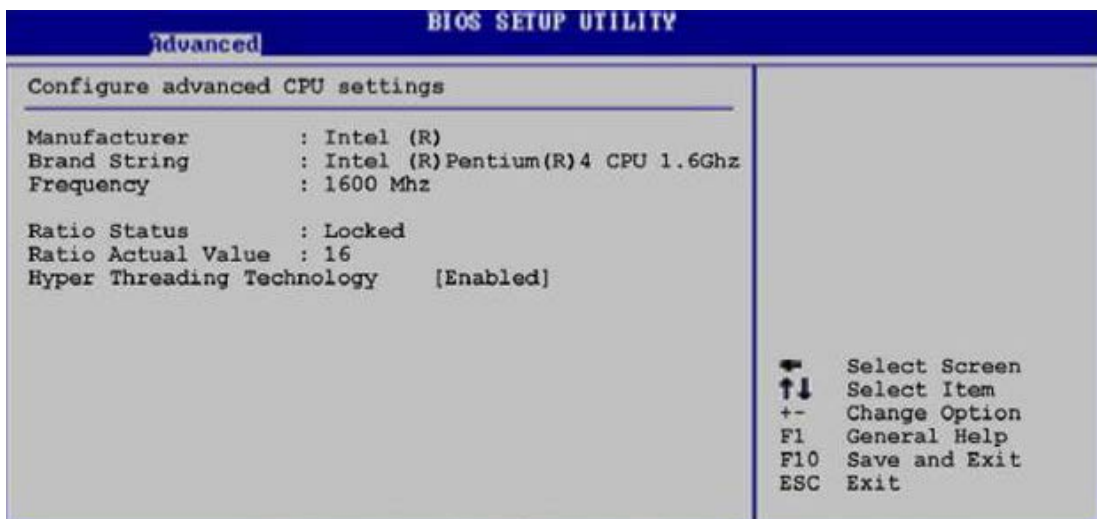 BIOS SETUP UTILITY
Advanced
Configure advanced CPU settings
Manufacturer : Intel (R)
Brand String : Intel (R)Pentium(R)4 CPU 1.6Ghz
Frequency : 1600 Mhz
Ratio Status : Locked
Ratio Actual Value : 16
Hyper Threading Technology [Enabled]
Select Screen
↑↓ Select Item
+- Change Option
F1 General Help
F10 Save and Exit
ESC Exit